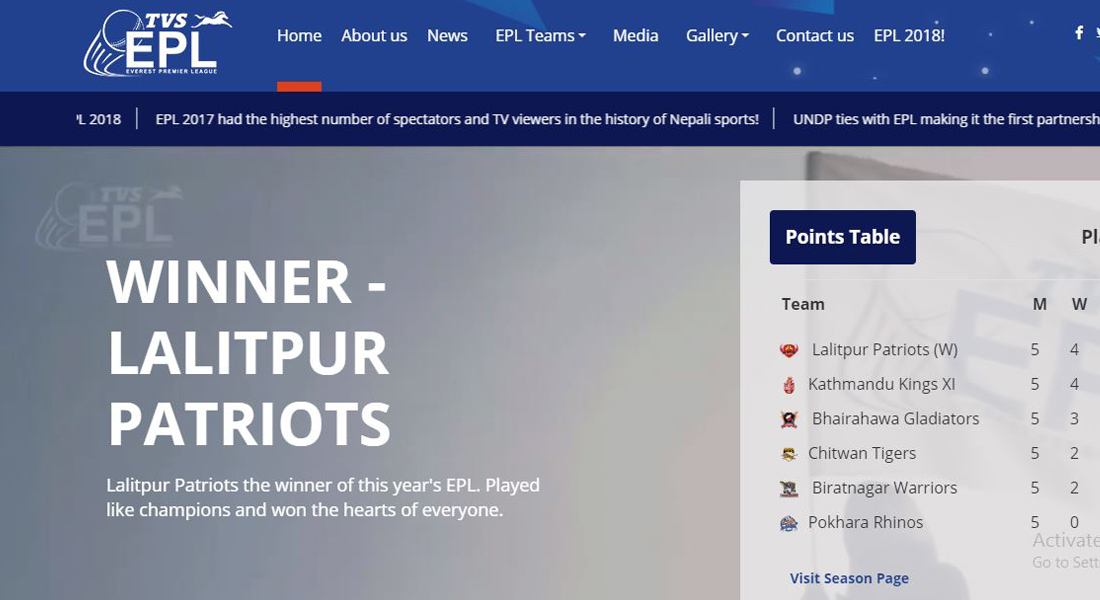 TVS
EPL
EVEREST PREMIER LEAGUE
Home About us News EPL Teams Media Gallery Contact us EPL 2018!
PL 2018 | EPL 2017 had the highest number of spectators and TV viewers in the history of Nepali sports! | UNDP ties with EPL making it the first partnersh
TVS
EPL
WINNER -
LALITPUR
PATRIOTS
Lalitpur Patriots the winner of this year's EPL. Played
like champions and won the hearts of everyone.
Points Table Pl
Team M W
Lalitpur Patriots (W) 5 4
Kathmandu Kings XI 5 4
Bhairahawa Gladiators 5 3
Chitwan Tigers 5 2
Biratnagar Warriors 5 2
Pokhara Rhinos 5 0
Visit Season Page
Activate
Go to Sett